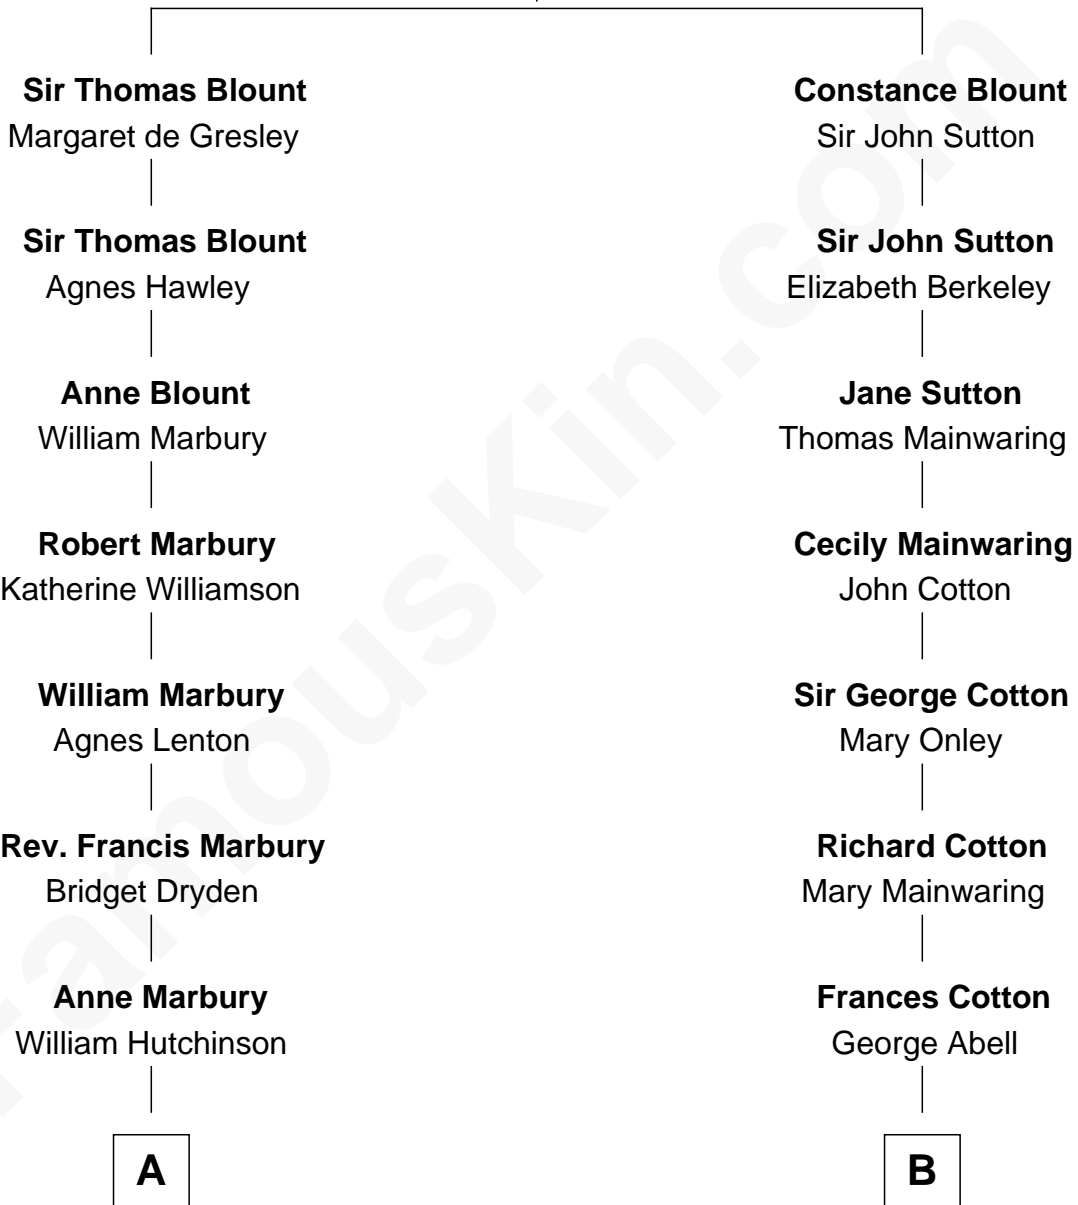 Sir Thomas Blount
Margaret de Gresley
Sir Thomas Blount
Agnes Hawley
Anne Blount
William Marbury
Robert Marbury
Katherine Williamson
William Marbury
Agnes Lenton
Rev. Francis Marbury
Bridget Dryden
Anne Marbury
William Hutchinson
A
Constance Blount
Sir John Sutton
Sir John Sutton
Elizabeth Berkeley
Jane Sutton
Thomas Mainwaring
Cecily Mainwaring
John Cotton
Sir George Cotton
Mary Onley
Richard Cotton
Mary Mainwaring
Frances Cotton
George Abell
B
FamousKin.com